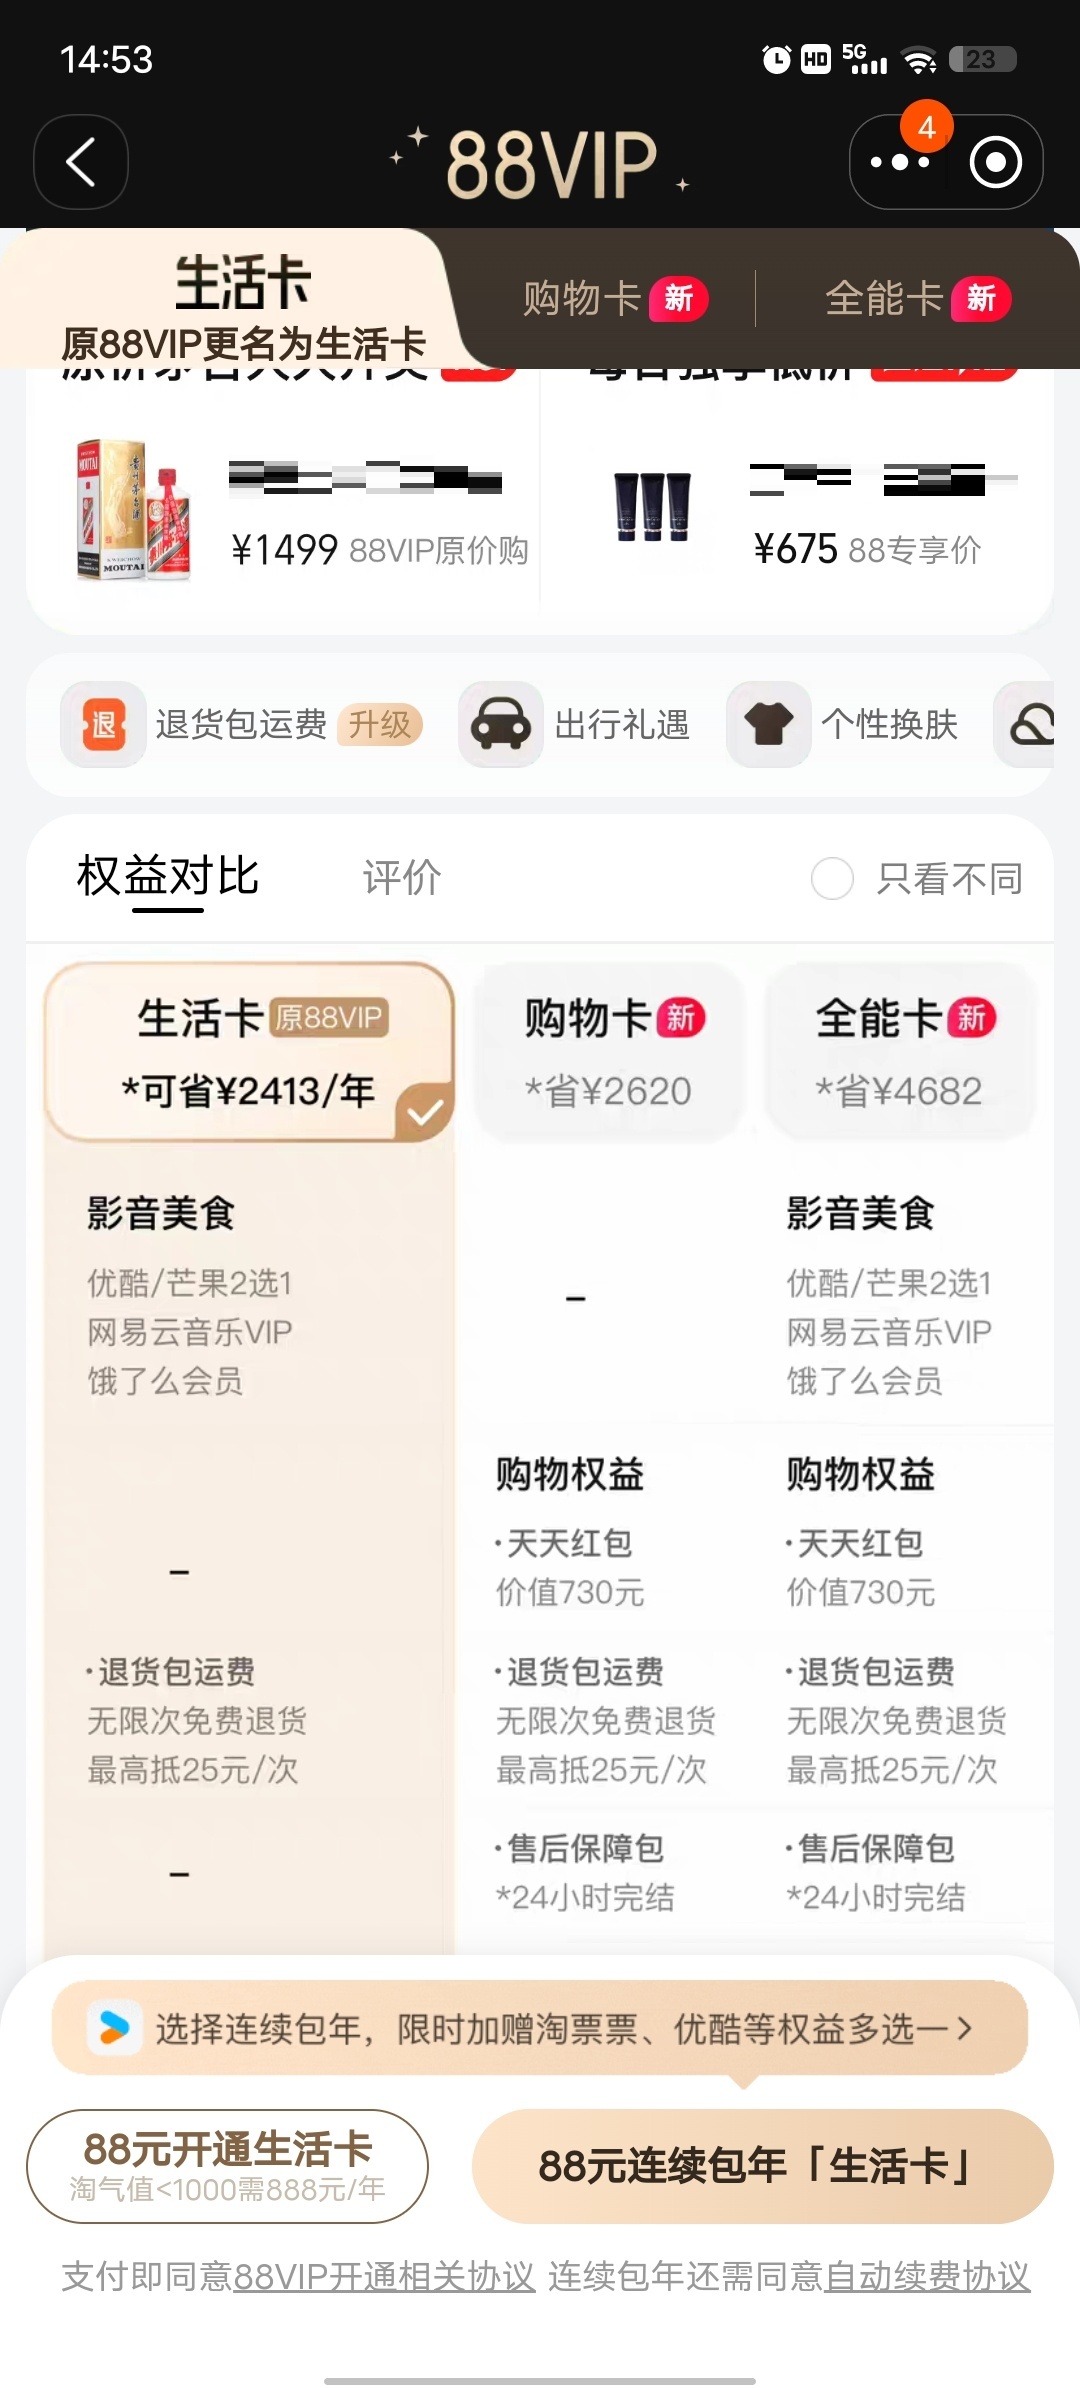 14:53
HD 5G 23
88VIP
4
生活卡
原88VIP更名为生活卡
购物卡 新
全能卡 新
MOUTAI
贵州茅台酒
MOUTAI
¥1499 88VIP原价购
¥675 88专享价
退 退货包运费 升级
出行礼遇
个性换肤
权益对比 评价 只看不同
生活卡 原88VIP
*可省¥2413/年
购物卡 新
*省¥2620
全能卡 新
*省¥4682
影音美食
优酷/芒果2选1
网易云音乐VIP
饿了么会员
-
影音美食
优酷/芒果2选1
网易云音乐VIP
饿了么会员
-
购物权益
·天天红包
价值730元
购物权益
·天天红包
价值730元
·退货包运费
无限次免费退货
最高抵25元/次
·退货包运费
无限次免费退货
最高抵25元/次
·退货包运费
无限次免费退货
最高抵25元/次
-
·售后保障包
*24小时完结
·售后保障包
*24小时完结
选择连续包年，限时加赠淘票票、优酷等权益多选一>
88元开通生活卡
淘气值<1000需888元/年
88元连续包年「生活卡」
支付即同意88VIP开通相关协议 连续包年还需同意自动续费协议